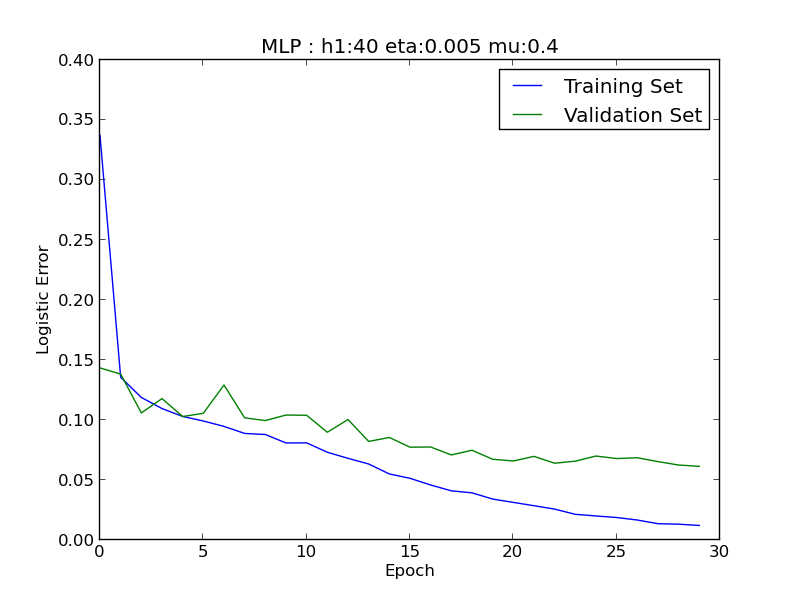 MLP : h1:40 eta:0.005 mu:0.4
Training Set
Validation Set
0.40
0.35
0.30
0.25
0.20
0.15
0.10
0.05
0.00
Logistic Error
0 5 10 15 20 25 30
Epoch